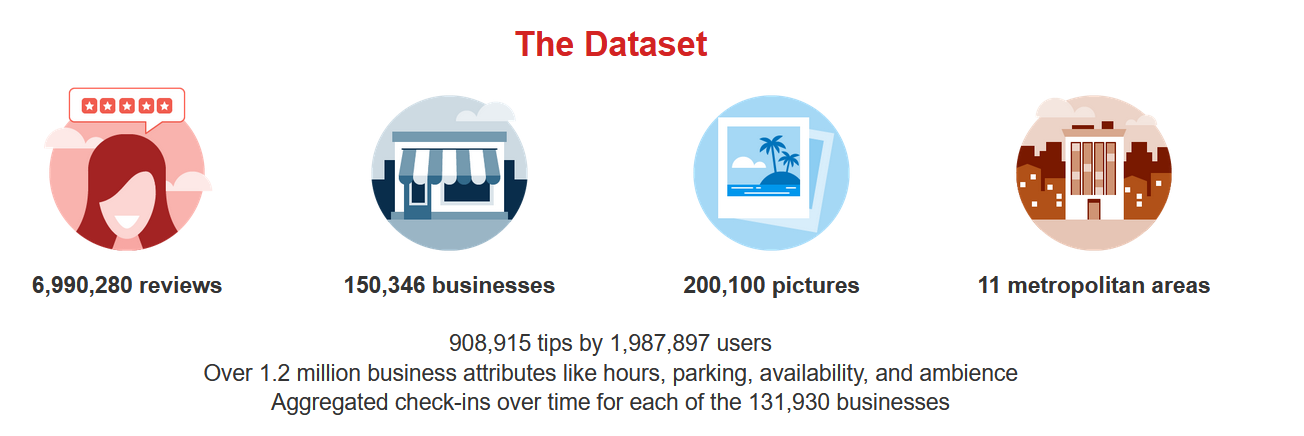 The Dataset
6,990,280 reviews
150,346 businesses
200,100 pictures
11 metropolitan areas
908,915 tips by 1,987,897 users
Over 1.2 million business attributes like hours, parking, availability, and ambience
Aggregated check-ins over time for each of the 131,930 businesses